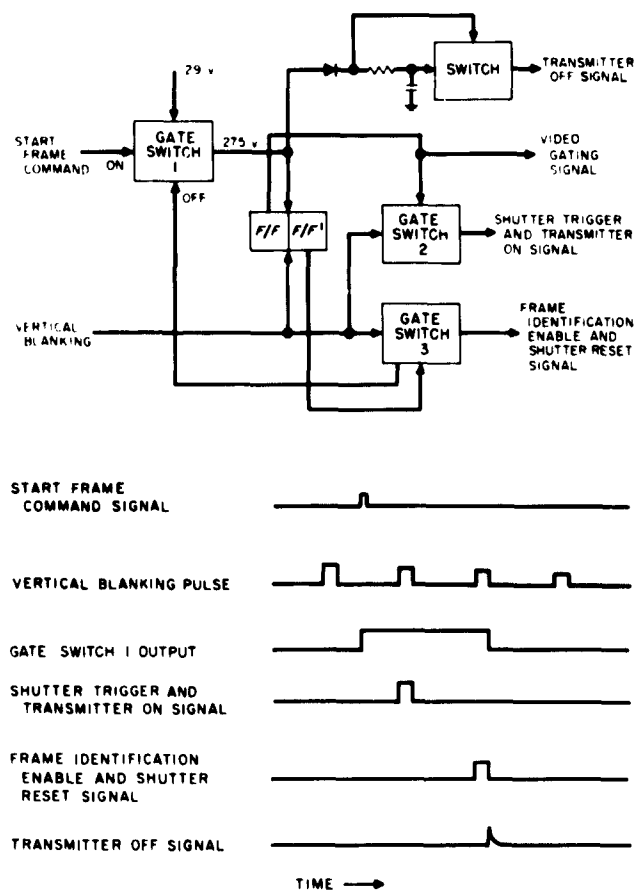 29 v
SWITCH
TRANSMITTER
OFF SIGNAL
START
FRAME
COMMAND
ON
GATE
SWITCH
1
275 v
OFF
VIDEO
GATING
SIGNAL
F/F
F/F'
GATE
SWITCH
2
SHUTTER TRIGGER
AND TRANSMITTER
ON SIGNAL
VERTICAL
BLANKING
GATE
SWITCH
3
FRAME
IDENTIFICATION
ENABLE AND
SHUTTER RESET
SIGNAL
START FRAME
COMMAND SIGNAL
VERTICAL BLANKING PULSE
GATE SWITCH I OUTPUT
SHUTTER TRIGGER AND
TRANSMITTER ON SIGNAL
FRAME IDENTIFICATION
ENABLE AND SHUTTER
RESET SIGNAL
TRANSMITTER OFF SIGNAL
TIME